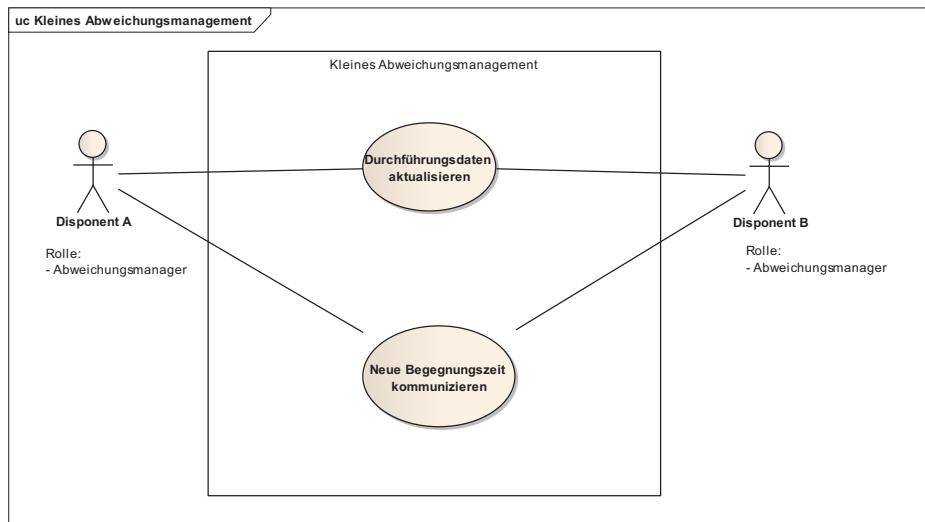 uc Kleines Abweichungsmanagement
Kleines Abweichungsmanagement
Durchführungsdaten
aktualisieren
Disponent A
Rolle:
- Abweichungsmanager
Disponent B
Rolle:
- Abweichungsmanager
Neue Begegnungszeit
kommunizieren